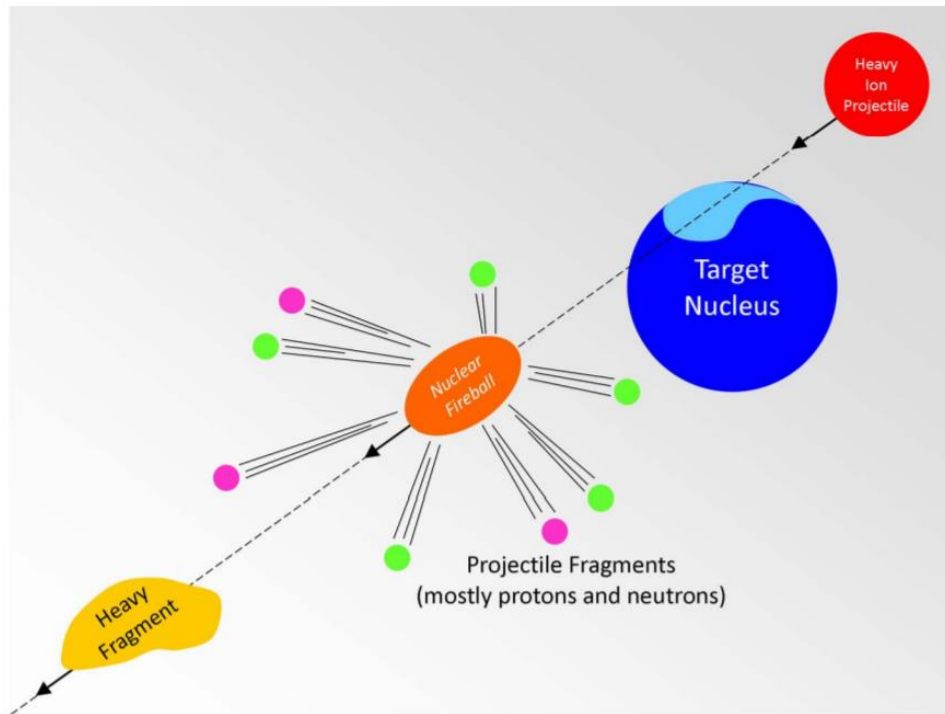 Heavy
Ion
Projectile
Target
Nucleus
Nuclear
Fireball
Projectile Fragments
(mostly protons and neutrons)
Heavy
Fragment